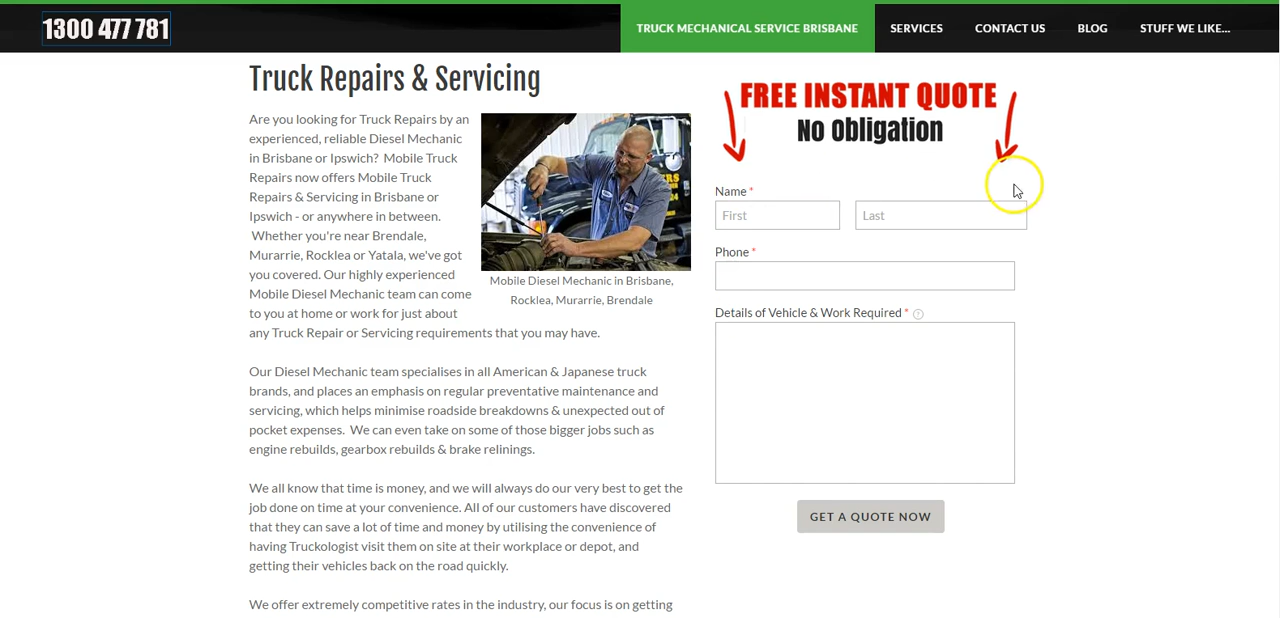 1300 477 781
TRUCK MECHANICAL SERVICE BRISBANE
SERVICES
CONTACT US
BLOG
STUFF WE LIKE...
Truck Repairs & Servicing
Are you looking for Truck Repairs by an
experienced, reliable Diesel Mechanic
in Brisbane or Ipswich?  Mobile Truck
Repairs now offers Mobile Truck
Repairs & Servicing in Brisbane or
Ipswich - or anywhere in between.
Whether you're near Brendale,
Murarrie, Rocklea or Yatala, we've got
you covered. Our highly experienced
Mobile Diesel Mechanic team can come
to you at home or work for just about
any Truck Repair or Servicing requirements that you may have.
Mobile Diesel Mechanic in Brisbane,
Rocklea, Murarrie, Brendale
Our Diesel Mechanic team specialises in all American & Japanese truck
brands, and places an emphasis on regular preventative maintenance and
servicing, which helps minimise roadside breakdowns & unexpected out of
pocket expenses.  We can even take on some of those bigger jobs such as
engine rebuilds, gearbox rebuilds & brake relinings.
We all know that time is money, and we will always do our very best to get the
job done on time at your convenience. All of our customers have discovered
that they can save a lot of time and money by utilising the convenience of
having Truckologist visit them on site at their workplace or depot, and
getting their vehicles back on the road quickly.
We offer extremely competitive rates in the industry, our focus is on getting
FREE INSTANT QUOTE
No Obligation
Name *
First
Last
Phone *
Details of Vehicle & Work Required * ?
GET A QUOTE NOW